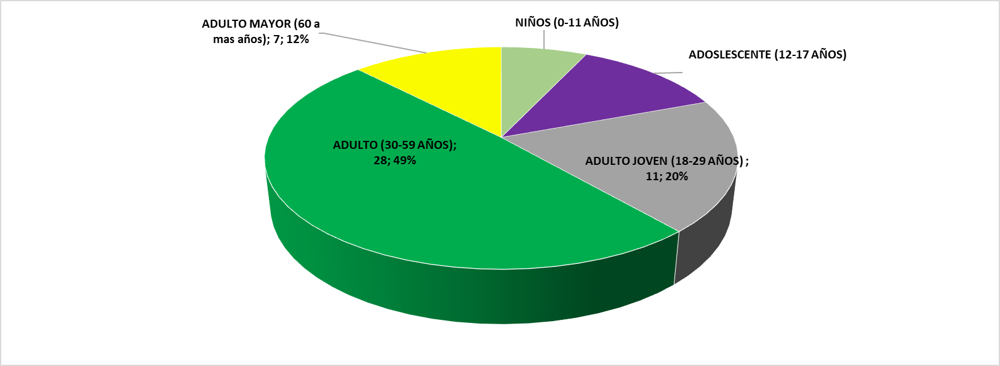 ADULTO MAYOR (60 a
mas años); 7; 12%
NIÑOS (0-11 AÑOS)
ADOSLESCENTE (12-17 AÑOS)
ADULTO (30-59 AÑOS);
28; 49%
ADULTO JOVEN (18-29 AÑOS) ;
11; 20%